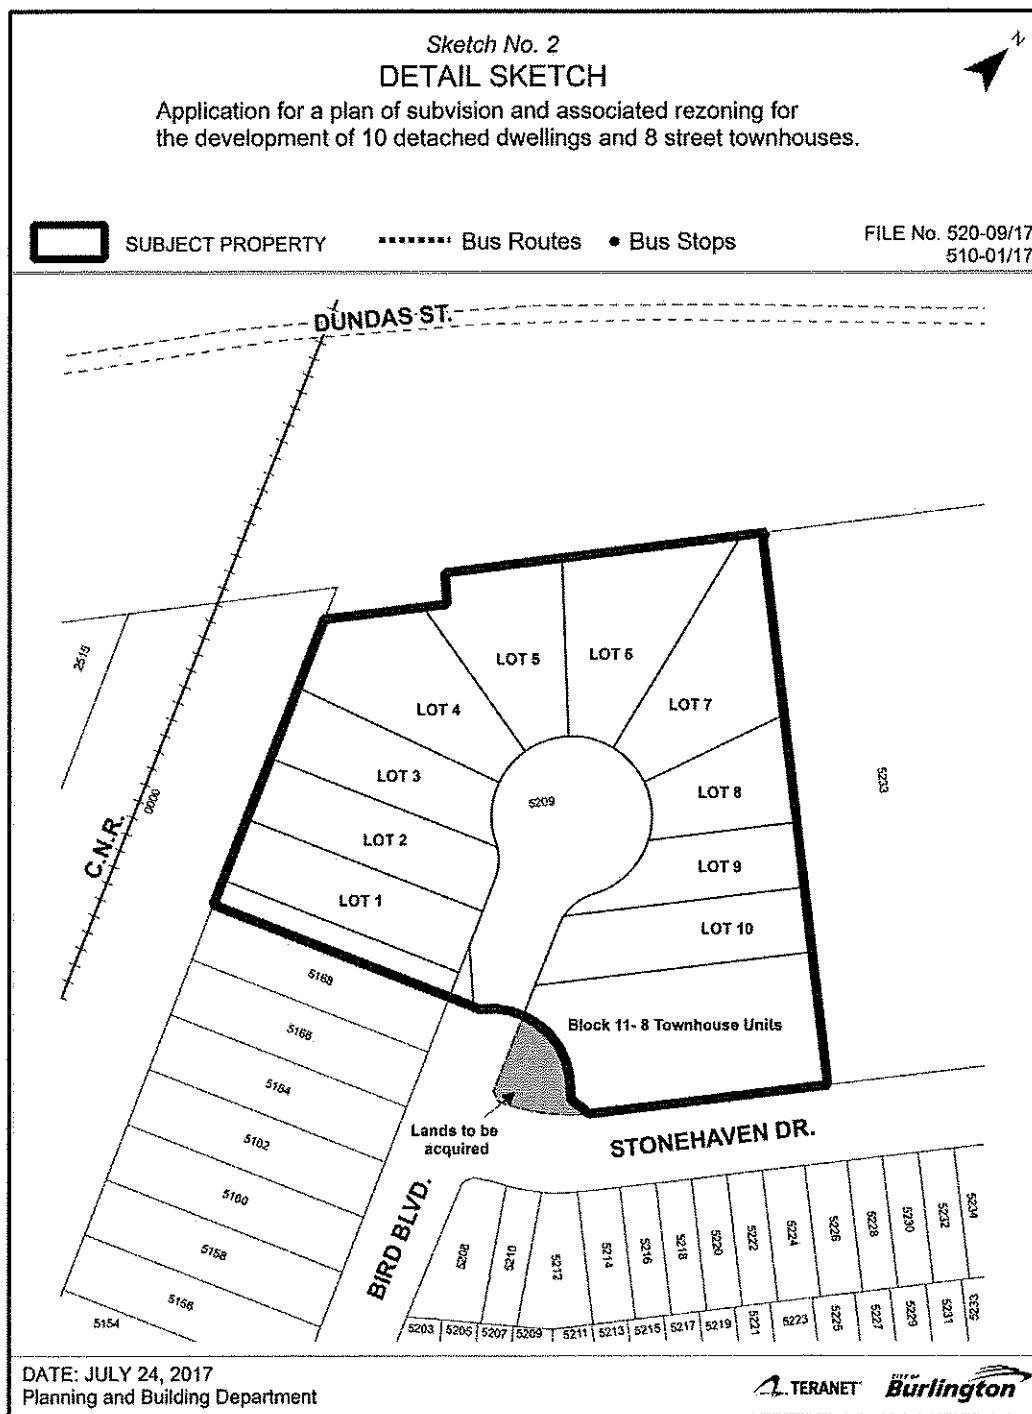 Sketch No. 2
DETAIL SKETCH
Application for a plan of subvision and associated rezoning for
the development of 10 detached dwellings and 8 street townhouses.
N
SUBJECT PROPERTY
Bus Routes
Bus Stops
FILE No. 520-09/17
510-01/17
DUNDAS ST.
2515
C.N.R.
0000
LOT 5
LOT 6
LOT 4
LOT 7
LOT 3
LOT 8
5209
5233
LOT 2
LOT 9
LOT 1
LOT 10
5168
5166
5164
5162
5160
5158
5156
5154
Block 11- 8 Townhouse Units
Lands to be
acquired
STONEHAVEN DR.
BIRD BLVD.
5208
5210
5212
5214
5216
5218
5220
5222
5224
5226
5228
5230
5232
5234
5203
5205
5207
5209
5211
5213
5215
5217
5219
5221
5223
5225
5227
5229
5231
5233
DATE: JULY 24, 2017
Planning and Building Department
TERANET
CITY OF
Burlington